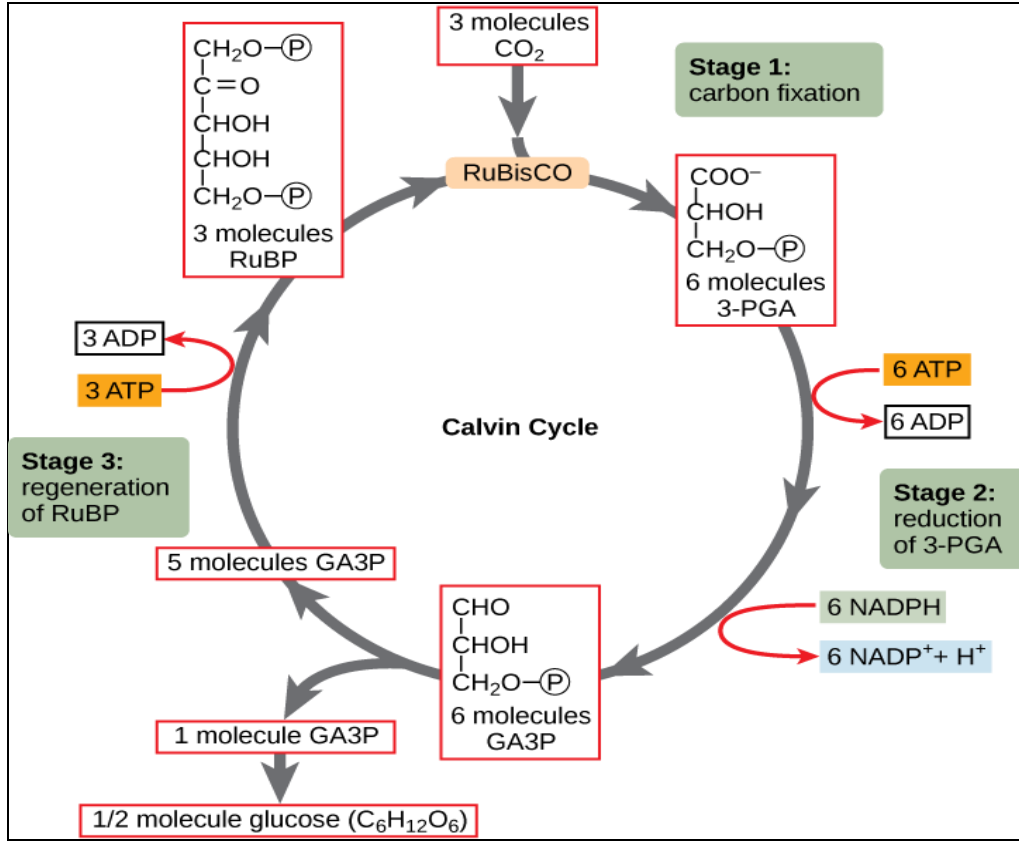 3 molecules
CO₂
Stage 1:
carbon fixation
CH₂O–Ⓟ
C=O
CHOH
CHOH
CH₂O–Ⓟ
3 molecules
RuBP
RuBisCO
COO⁻
CHOH
CH₂O–Ⓟ
6 molecules
3-PGA
3 ADP
3 ATP
6 ATP
6 ADP
Calvin Cycle
Stage 3:
regeneration
of RuBP
Stage 2:
reduction
of 3-PGA
5 molecules GA3P
6 NADPH
6 NADP⁺+ H⁺
CHO
CHOH
CH₂O–Ⓟ
6 molecules
GA3P
1 molecule GA3P
1/2 molecule glucose (C₆H₁₂O₆)